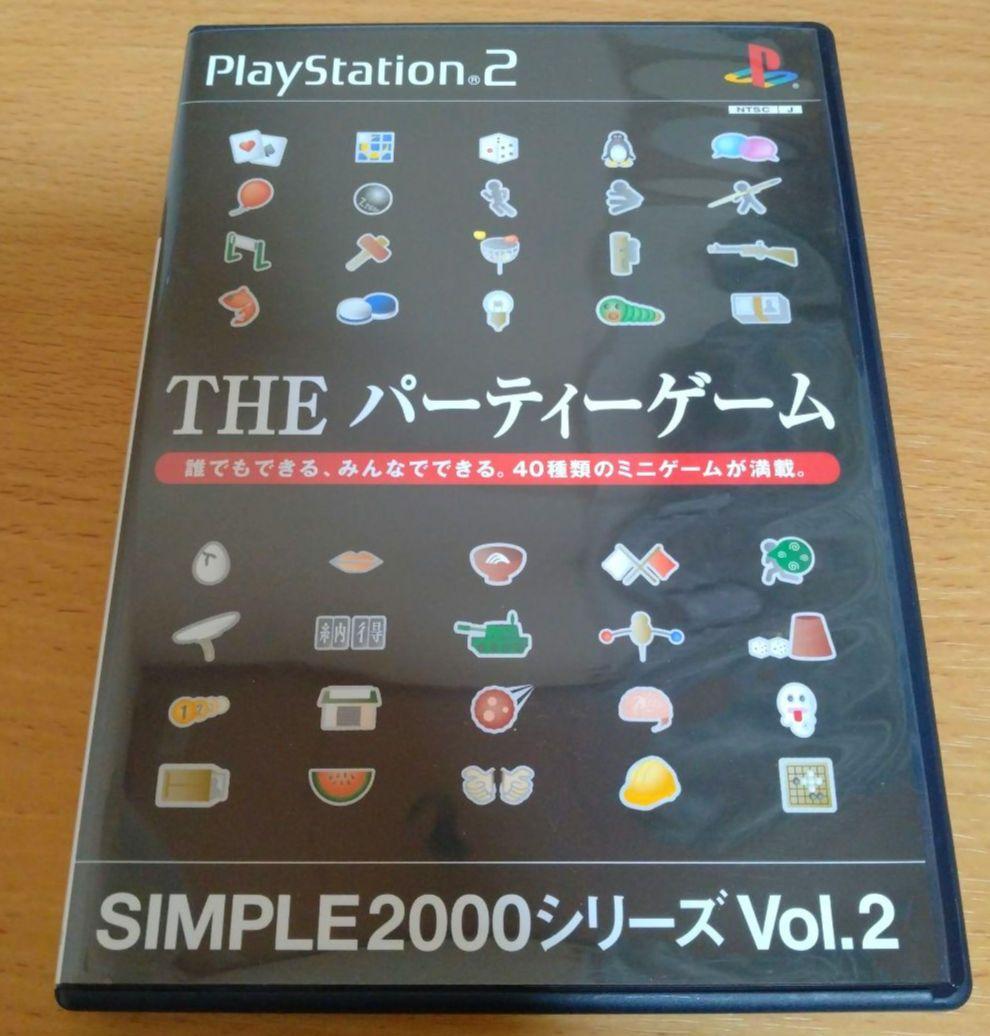 PlayStation®2
NTSC J
THE パーティーゲーム
誰でもできる、みんなでできる。40種類のミニゲームが満載。
SIMPLE2000シリーズ Vol.2